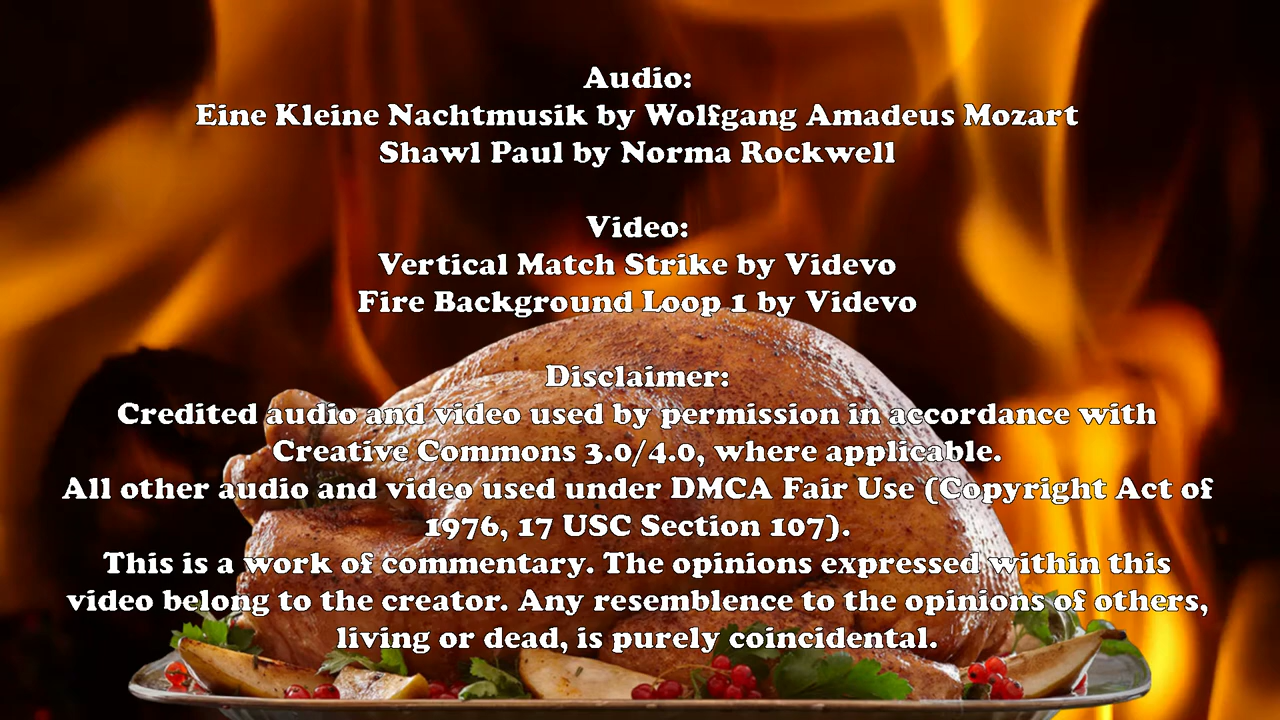 Audio:
Eine Kleine Nachtmusik by Wolfgang Amadeus Mozart
Shawl Paul by Norma Rockwell
Video:
Vertical Match Strike by Videvo
Fire Background Loop 1 by Videvo
Disclaimer:
Credited audio and video used by permission in accordance with
Creative Commons 3.0/4.0, where applicable.
All other audio and video used under DMCA Fair Use (Copyright Act of
1976, 17 USC Section 107).
This is a work of commentary. The opinions expressed within this
video belong to the creator. Any resemblence to the opinions of others,
living or dead, is purely coincidental.